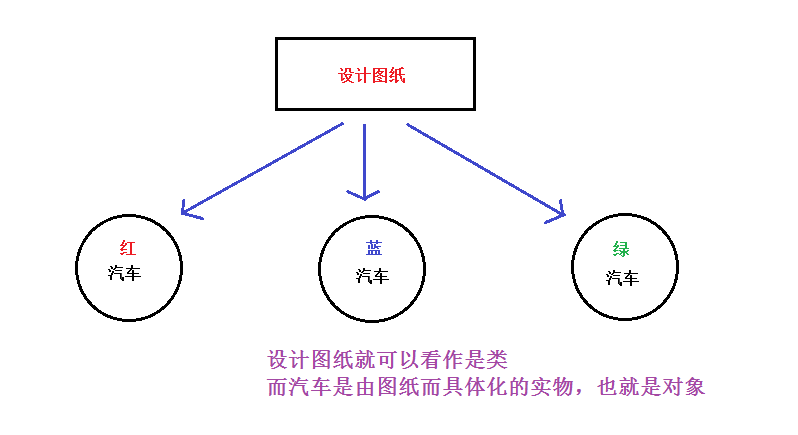 设计图纸
红
汽车
蓝
汽车
绿
汽车
设计图纸就可以看作是类
而汽车是由图纸而具体化的实物，也就是对象